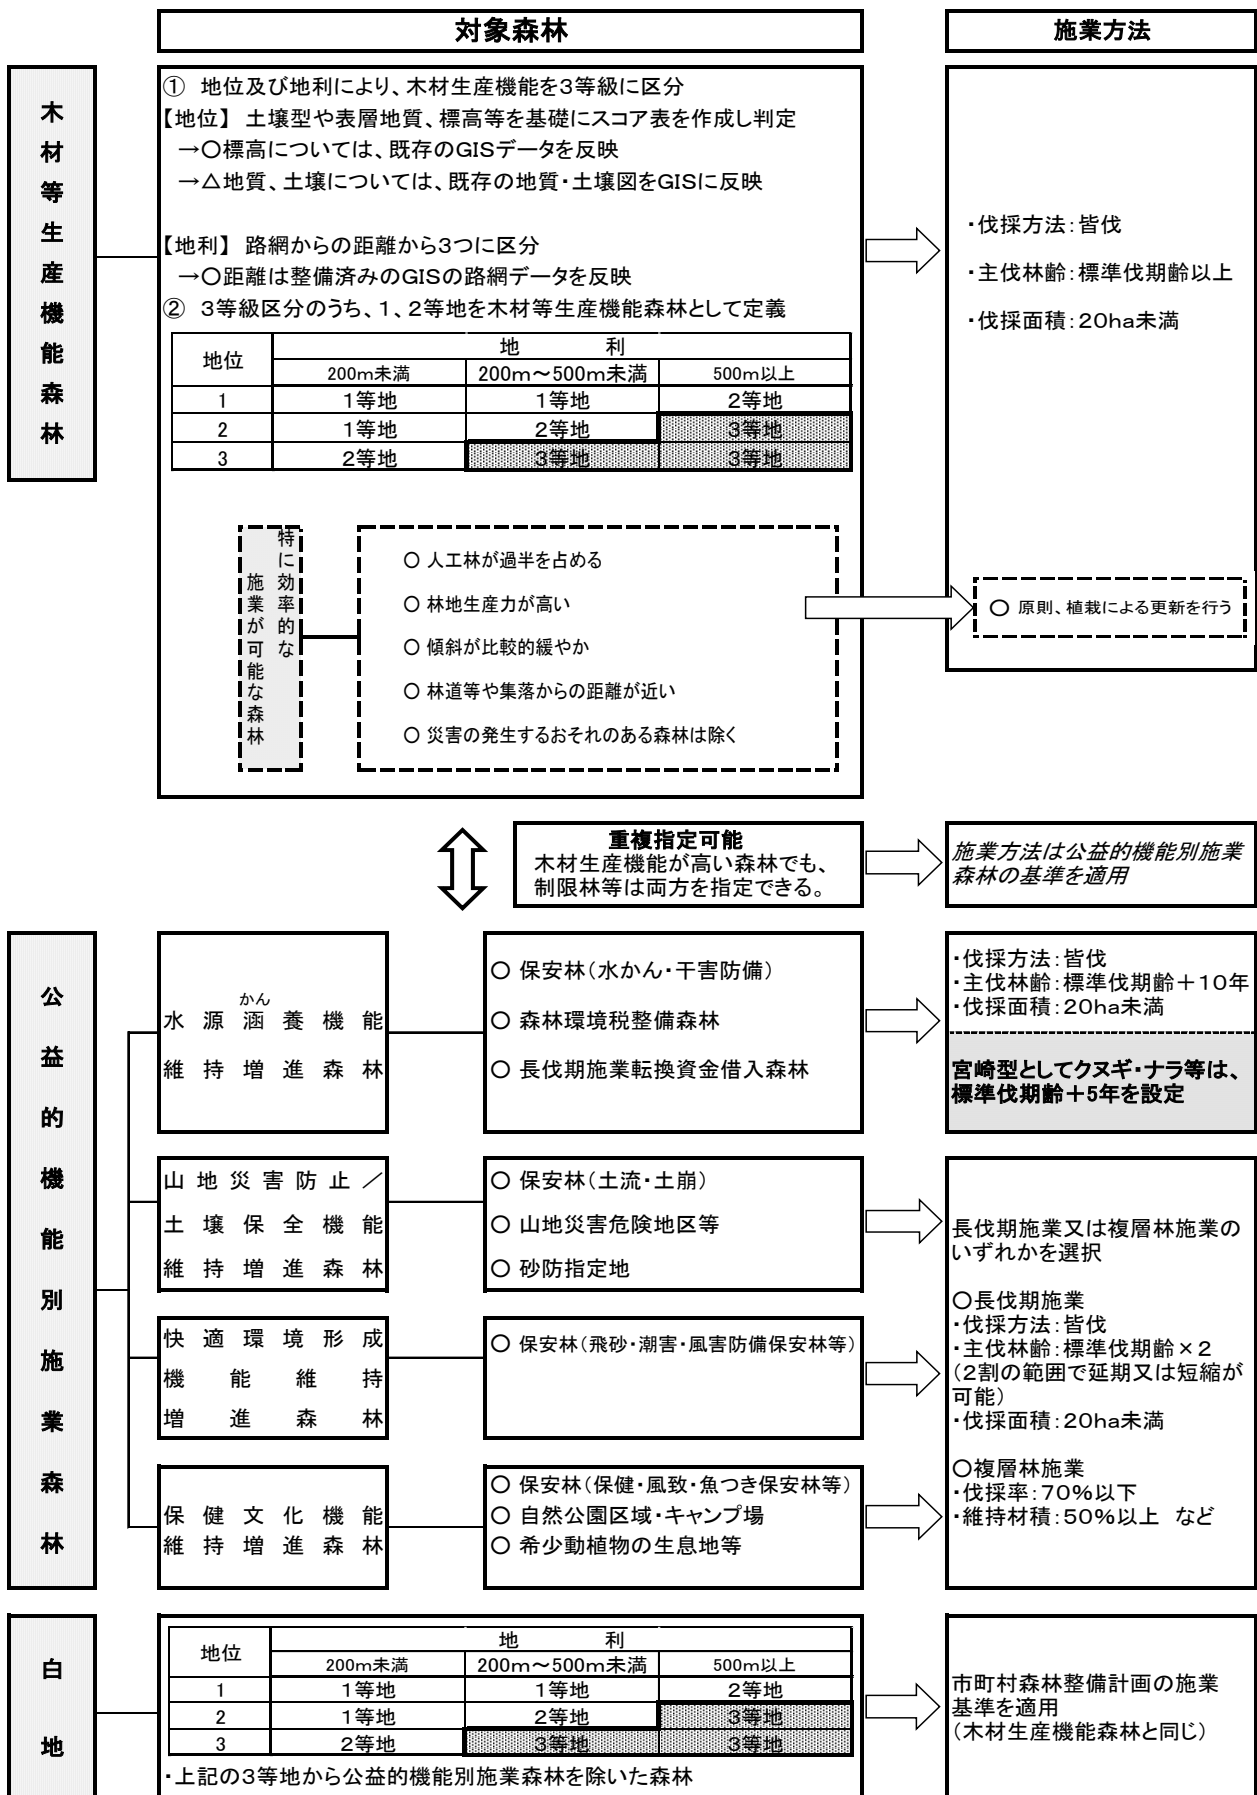 対象森林
施業方法
木材等生産機能森林
① 地位及び地利により、木材生産機能を3等級に区分
【地位】 土壌型や表層地質、標高等を基礎にスコア表を作成し判定
→○標高については、既存のGISデータを反映
→△地質、土壌については、既存の地質・土壌図をGISに反映
【地利】 路網からの距離から3つに区分
→○距離は整備済みのGISの路網データを反映
② 3等級区分のうち、1、2等地を木材等生産機能森林として定義
地位 地利
200m未満 200m~500m未満 500m以上
1 1等地 1等地 2等地
2 1等地 2等地 3等地
3 2等地 3等地 3等地
・伐採方法:皆伐
・主伐林齢:標準伐期齢以上
・伐採面積:20ha未満
特に効率的な
施業が可能な森林
○ 人工林が過半を占める
○ 林地生産力が高い
○ 傾斜が比較的緩やか
○ 林道等や集落からの距離が近い
○ 災害の発生するおそれのある森林は除く
○ 原則、植栽による更新を行う
重複指定可能
木材生産機能が高い森林でも、
制限林等は両方を指定できる。
施業方法は公益的機能別施業
森林の基準を適用
公益的機能別施業森林
かん
水源涵養機能
維持増進森林
○ 保安林(水かん・干害防備)
○ 森林環境税整備森林
○ 長伐期施業転換資金借入森林
・伐採方法:皆伐
・主伐林齢:標準伐期齢+10年
・伐採面積:20ha未満
宮崎型としてクヌギ・ナラ等は、
標準伐期齢+5年を設定
山地災害防止/
土壌保全機能
維持増進森林
○ 保安林(土流・土崩)
○ 山地災害危険地区等
○ 砂防指定地
快適環境形成
機能維持
増進森林
○ 保安林(飛砂・潮害・風害防備保安林等)
保健文化機能
維持増進森林
○ 保安林(保健・風致・魚つき保安林等)
○ 自然公園区域・キャンプ場
○ 希少動植物の生息地等
長伐期施業又は複層林施業の
いずれかを選択
○長伐期施業
・伐採方法:皆伐
・主伐林齢:標準伐期齢×2
(2割の範囲で延期又は短縮が
可能)
・伐採面積:20ha未満
○複層林施業
・伐採率:70%以下
・維持材積:50%以上 など
白地
地位 地利
200m未満 200m~500m未満 500m以上
1 1等地 1等地 2等地
2 1等地 2等地 3等地
3 2等地 3等地 3等地
・上記の3等地から公益的機能別施業森林を除いた森林
市町村森林整備計画の施業
基準を適用
(木材生産機能森林と同じ)